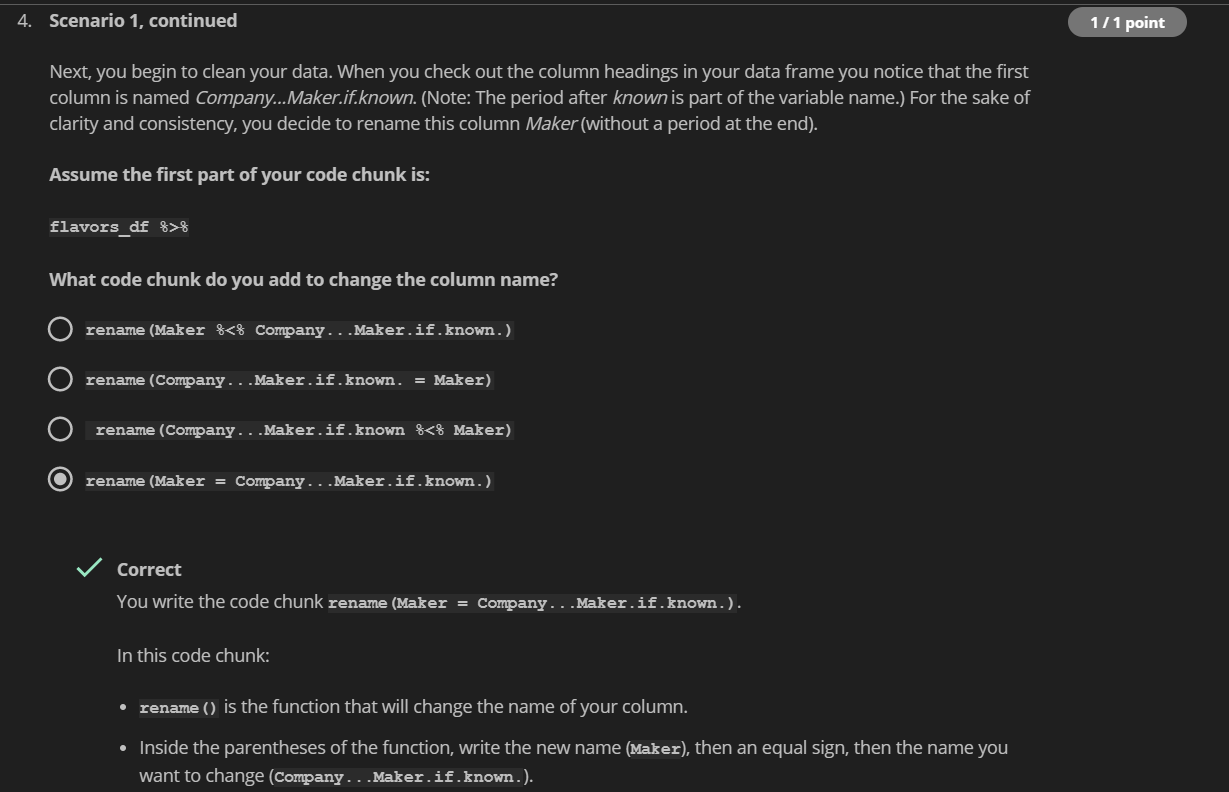 4. Scenario 1, continued
1 / 1 point
Next, you begin to clean your data. When you check out the column headings in your data frame you notice that the first
column is named Company...Maker.if.known. (Note: The period after known is part of the variable name.) For the sake of
clarity and consistency, you decide to rename this column Maker (without a period at the end).
Assume the first part of your code chunk is:
flavors_df %>%
What code chunk do you add to change the column name?
rename(Maker %<% Company...Maker.if.known.)
rename(Company...Maker.if.known. = Maker)
rename(Company...Maker.if.known %<% Maker)
rename(Maker = Company...Maker.if.known.)
Correct
You write the code chunk rename(Maker = Company...Maker.if.known.).
In this code chunk:
• rename() is the function that will change the name of your column.
• Inside the parentheses of the function, write the new name (Maker), then an equal sign, then the name you
want to change (Company...Maker.if.known.).